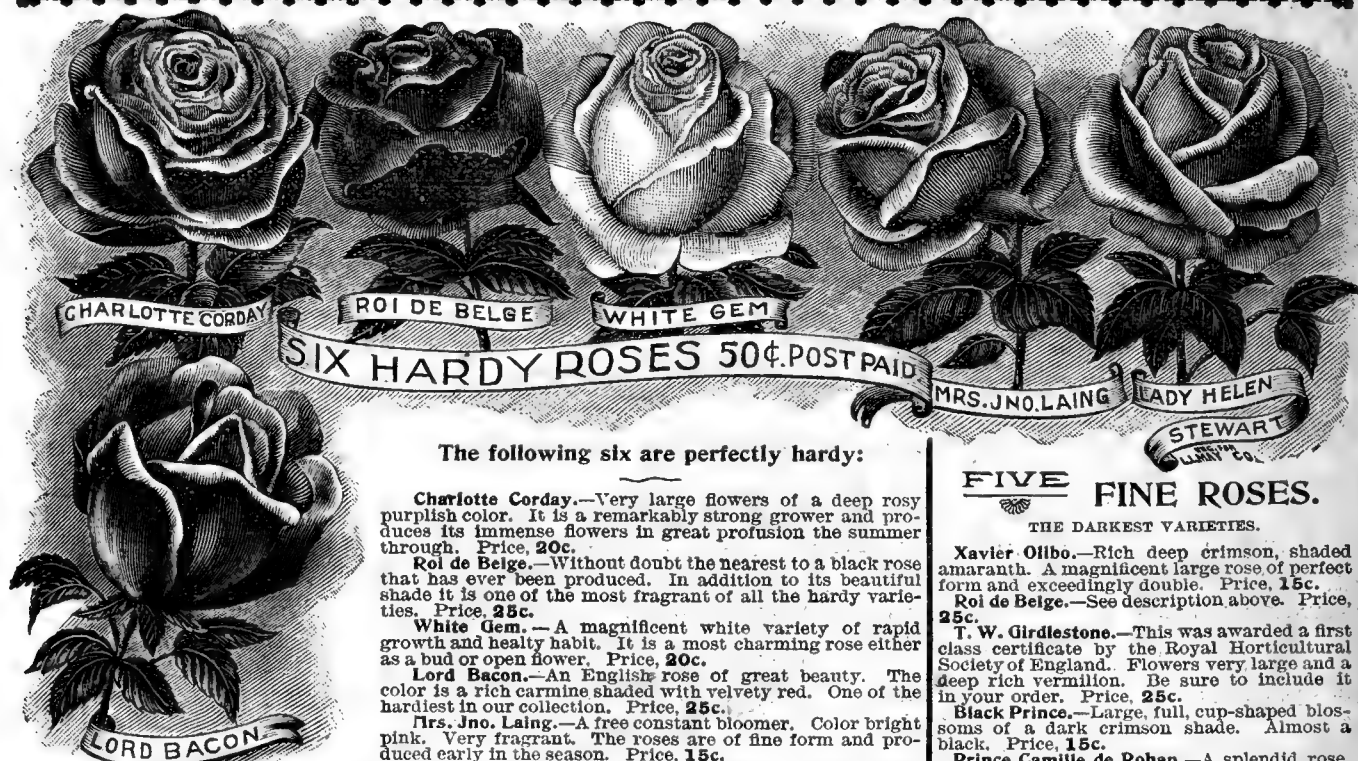 CHARLOTTE CORDAY
ROI DE BELGE
WHITE GEM
SIX HARDY ROSES 50¢. POST PAID
MRS. JNO. LAING
LADY HELEN
STEWART
LORD BACON
The following six are perfectly hardy:
Charlotte Corday.—Very large flowers of a deep rosy
purplish color. It is a remarkably strong grower and pro-
duces its immense flowers in great profusion the summer
through. Price, 20c.
Roi de Belge.—Without doubt the nearest to a black rose
that has ever been produced. In addition to its beautiful
shade it is one of the most fragrant of all the hardy varie-
ties. Price, 25c.
White Gem.—A magnificent white variety of rapid
growth and healty habit. It is a most charming rose either
as a bud or open flower. Price, 20c.
Lord Bacon.—An English rose of great beauty. The
color is a rich carmine shaded with velvety red. One of the
hardiest in our collection. Price, 25c.
Mrs. Jno. Laing.—A free constant bloomer. Color bright
pink. Very fragrant. The roses are of fine form and pro-
duced early in the season. Price, 15c.
FIVE FINE ROSES.
THE DARKEST VARIETIES.
Xavier Olibo.—Rich deep crimson, shaded
amaranth. A magnificent large rose of perfect
form and exceedingly double. Price, 15c.
Roi de Belge.—See description above. Price,
25c.
T. W. Girdlestone.—This was awarded a first
class certificate by the Royal Horticultural
Society of England. Flowers very large and a
deep rich vermilion. Be sure to include it
in your order. Price, 25c.
Black Prince.—Large, full, cup-shaped blos-
soms of a dark crimson shade. Almost a
black. Price, 15c.
Prince Camille de Rohan.—A splendid rose